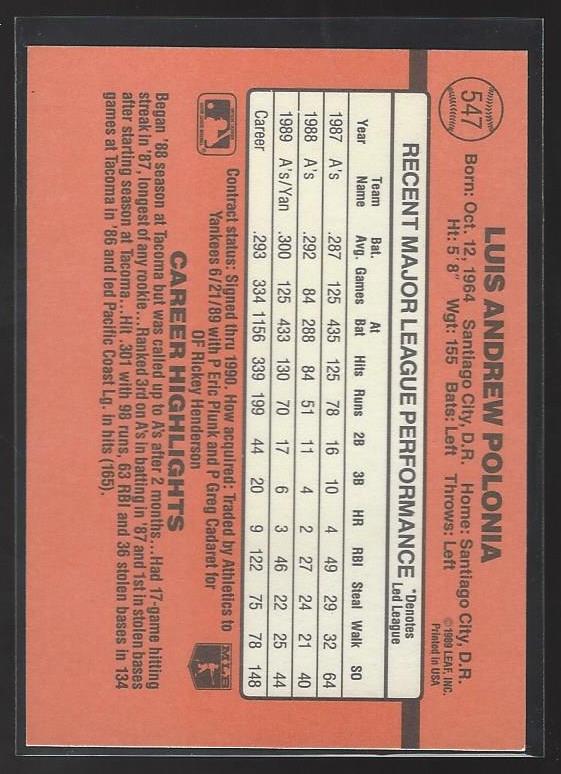 547
LUIS ANDREW POLONIA
Born: Oct. 12, 1964 Santiago City, D.R. Home: Santiago City, D.R.
Ht: 5' 8" Wgt: 155 Bats: Left Throws: Left
© 1989 LEAF, INC.
Printed in USA
RECENT MAJOR LEAGUE PERFORMANCE *Denotes Led League
Year Team Name Bat. Avg. Games At Bat Hits Runs 2B 3B HR RBI Steal Walk SO
1987 A's .287 125 435 125 78 16 10 4 49 29 32 64
1988 A's .292 84 288 84 51 11 4 2 27 24 21 40
1989 A's/Yan .300 125 433 130 70 17 6 3 46 22 25 44
Career .293 334 1156 339 199 44 20 9 122 75 78 148
Contract status: Signed thru 1990. How acquired: Traded by Athletics to
Yankees 6/21/89 with P Eric Plunk and P Greg Cadaret for
OF Rickey Henderson
CAREER HIGHLIGHTS
Began '88 season at Tacoma but was called up to A's after 2 months...Had 17-game hitting
streak in '87, longest of any rookie...Ranked 3rd on A's in batting in '87 and 1st in stolen bases
after starting season at Tacoma...Hit .301 with 98 runs, 63 RBI and 36 stolen bases in 134
games at Tacoma in '86 and led Pacific Coast Lg. in hits (165).